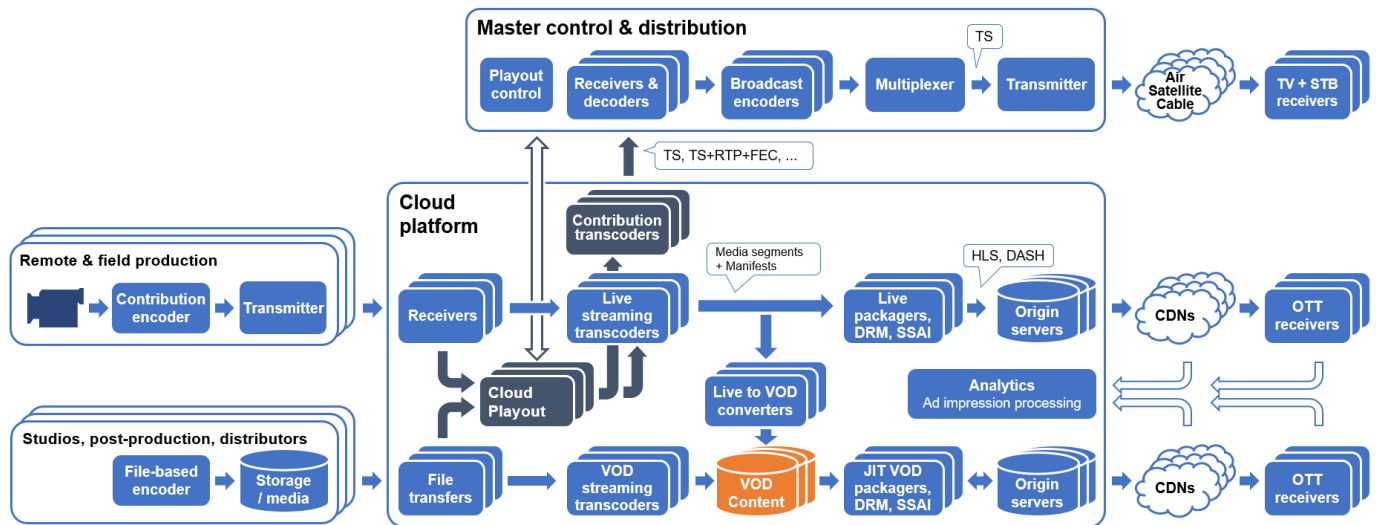 Master control & distribution
TS
Playout
control
Receivers &
decoders
Broadcast
encoders
Multiplexer
Transmitter
Air
Satellite
Cable
TV + STB
receivers
TS, TS+RTP+FEC, ...
Cloud
platform
Contribution
transcoders
Remote & field production
Contribution
encoder
Transmitter
Receivers
Live
streaming
transcoders
Media segments
+ Manifests
Live
packagers,
DRM, SSAI
HLS, DASH
Origin
servers
CDNs
OTT
receivers
Cloud
Playout
Live to VOD
converters
Analytics
Ad impression processing
Studios, post-production, distributors
File-based
encoder
Storage
/ media
File
transfers
VOD
streaming
transcoders
VOD
Content
JIT VOD
packagers,
DRM, SSAI
Origin
servers
CDNs
OTT
receivers